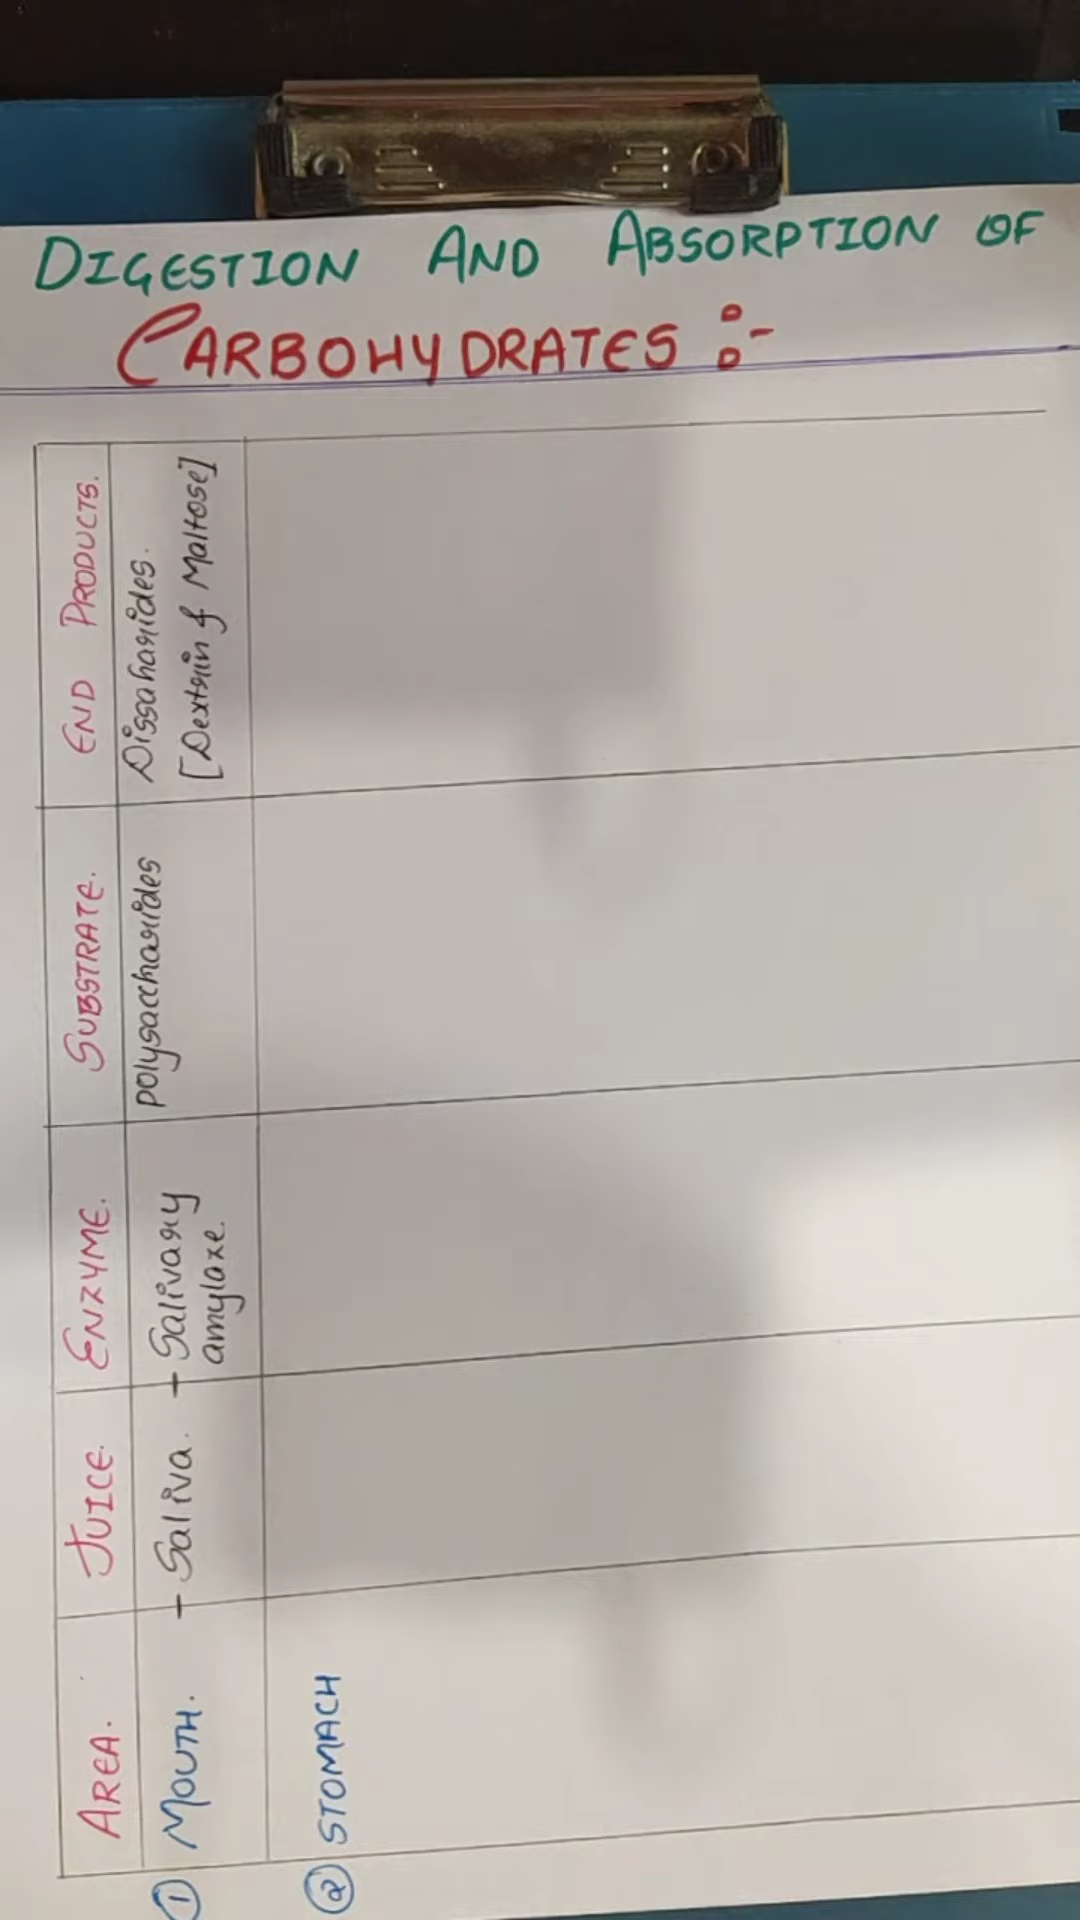 DIGESTION AND ABSORPTION OF
CARBOHYDRATES :-
AREA. JUICE. ENZYME. SUBSTRATE. END PRODUCTS.
① MOUTH. - Saliva. - Salivary amylaxe. polysaccharides Dissaharides. [Dextrin & Maltose]
② STOMACH